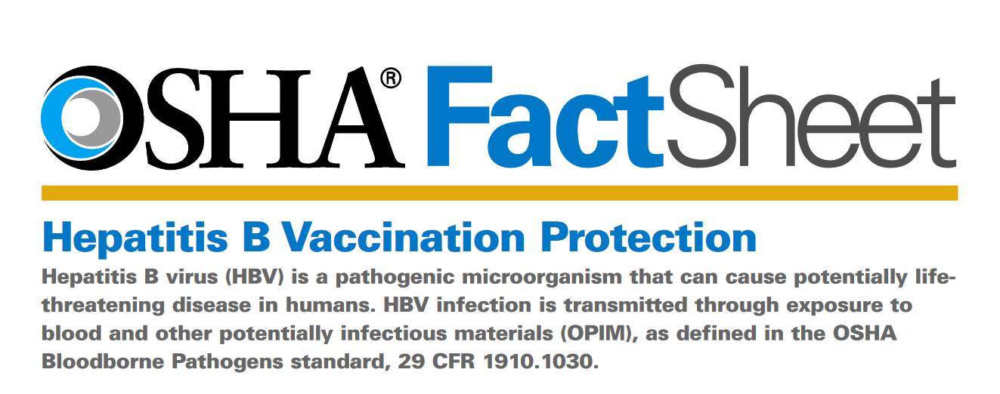 OSHA® FactSheet
Hepatitis B Vaccination Protection
Hepatitis B virus (HBV) is a pathogenic microorganism that can cause potentially life-
threatening disease in humans. HBV infection is transmitted through exposure to
blood and other potentially infectious materials (OPIM), as defined in the OSHA
Bloodborne Pathogens standard, 29 CFR 1910.1030.